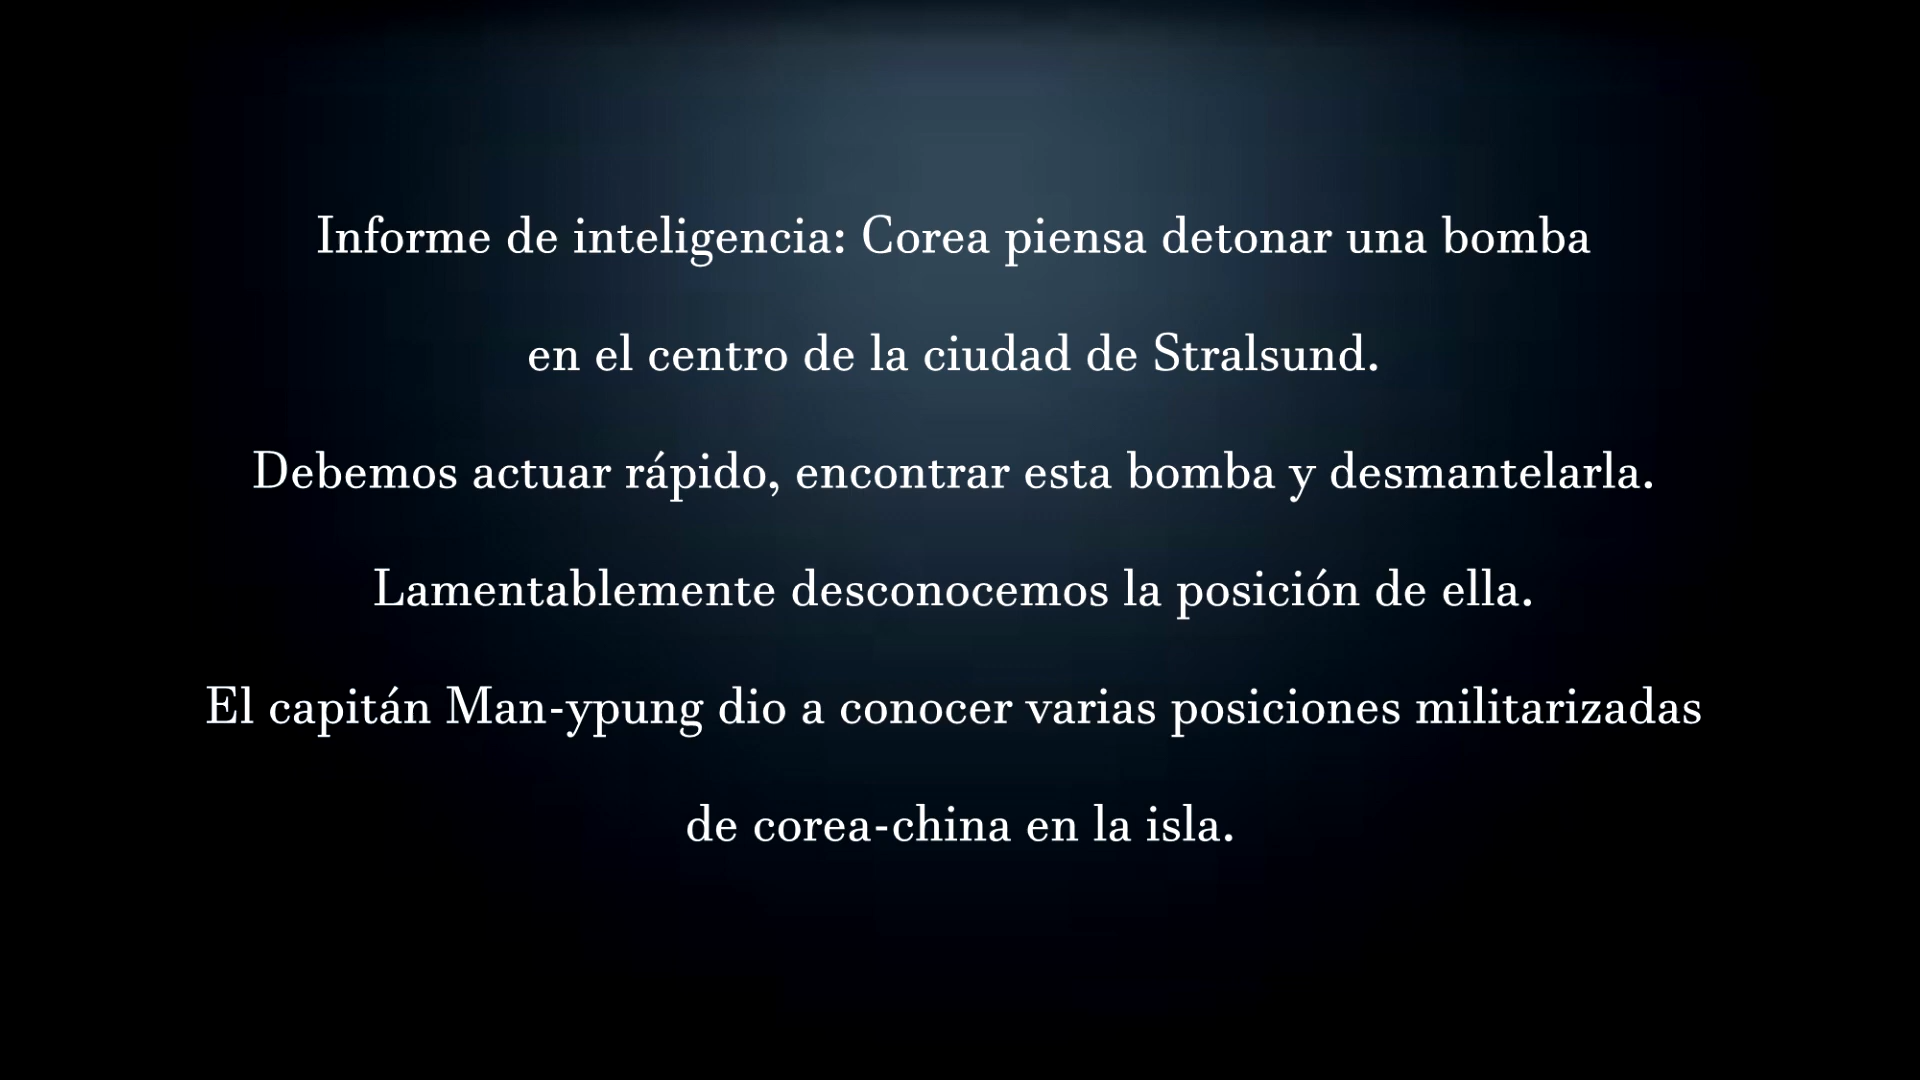 Informe de inteligencia: Corea piensa detonar una bomba
en el centro de la ciudad de Stralsund.
Debemos actuar rápido, encontrar esta bomba y desmantelarla.
Lamentablemente desconocemos la posición de ella.
El capitán Man-ypung dio a conocer varias posiciones militarizadas
de corea-china en la isla.